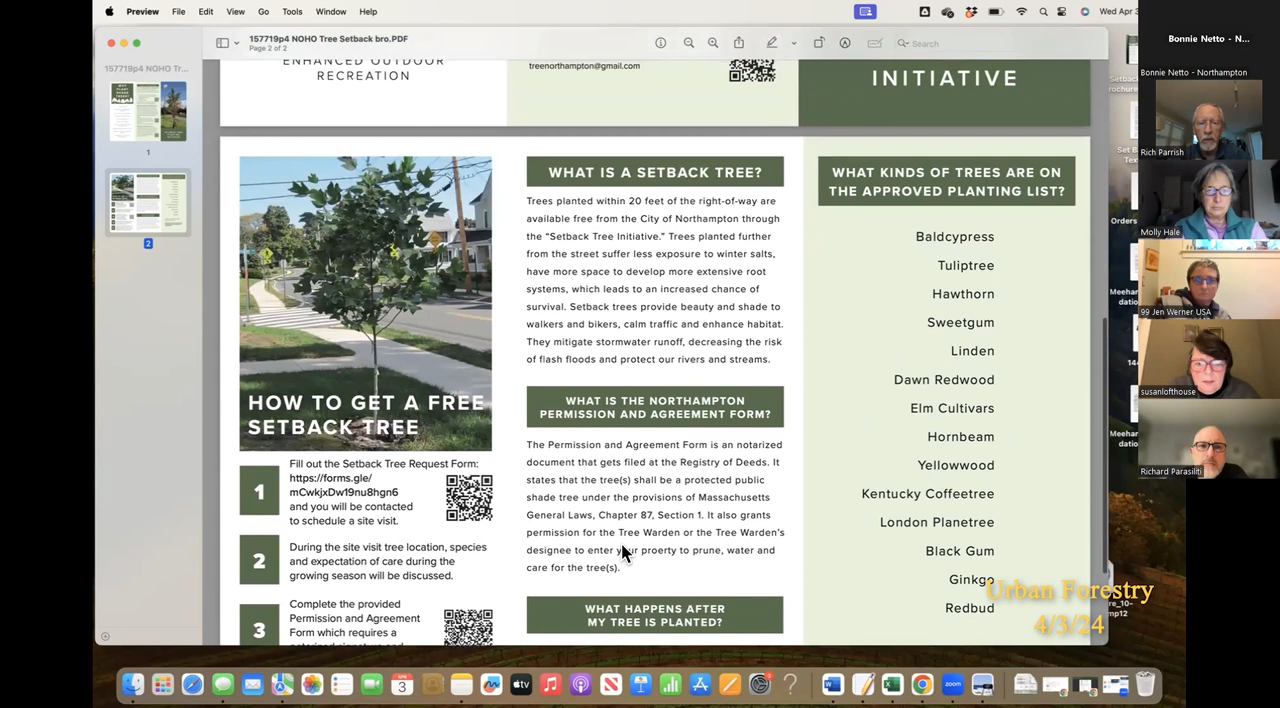 Preview File Edit View Go Tools Window Help
Wed Apr 3
157719p4 NOHO Tree Setback bro.PDF
Page 2 of 2
Search
157719p4 NOHO Tr...
1
2
ENHANCED OUTDOOR
RECREATION
treenorthampton@gmail.com
INITIATIVE
HOW TO GET A FREE
SETBACK TREE
1
Fill out the Setback Tree Request Form:
https://forms.gle/
mCwkjxDw19nu8hgn6
and you will be contacted
to schedule a site visit.
2
During the site visit tree location, species
and expectation of care during the
growing season will be discussed.
3
Complete the provided
Permission and Agreement
Form which requires a
WHAT IS A SETBACK TREE?
Trees planted within 20 feet of the right-of-way are
available free from the City of Northampton through
the “Setback Tree Initiative.” Trees planted further
from the street suffer less exposure to winter salts,
have more space to develop more extensive root
systems, which leads to an increased chance of
survival. Setback trees provide beauty and shade to
walkers and bikers, calm traffic and enhance habitat.
They mitigate stormwater runoff, decreasing the risk
of flash floods and protect our rivers and streams.
WHAT IS THE NORTHAMPTON
PERMISSION AND AGREEMENT FORM?
The Permission and Agreement Form is an notarized
document that gets filed at the Registry of Deeds. It
states that the tree(s) shall be a protected public
shade tree under the provisions of Massachusetts
General Laws, Chapter 87, Section 1. It also grants
permission for the Tree Warden or the Tree Warden’s
designee to enter your proerty to prune, water and
care for the tree(s).
WHAT HAPPENS AFTER
MY TREE IS PLANTED?
WHAT KINDS OF TREES ARE ON
THE APPROVED PLANTING LIST?
Baldcypress
Tuliptree
Hawthorn
Sweetgum
Linden
Dawn Redwood
Elm Cultivars
Hornbeam
Yellowwood
Kentucky Coffeetree
London Planetree
Black Gum
Ginkgo
Redbud
Urban Forestry
4/3/24
Bonnie Netto - N...
Bonnie Netto - Northampton
Rich Parrish
Molly Hale
99 Jen Werner USA
susanlofthouse
Richard Parasiliti